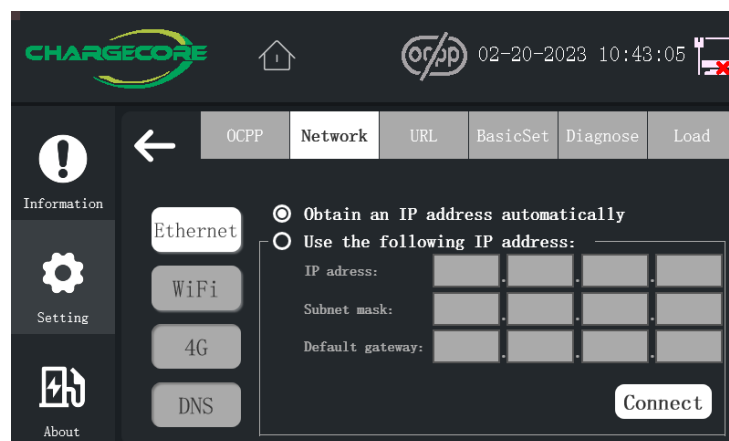 CHARGECORE
ocpp 02-20-2023 10:43:05
OCPP Network URL BasicSet Diagnose Load
Information
Setting
About
Ethernet
WiFi
4G
DNS
Obtain an IP address automatically
Use the following IP address:
IP adress:
Subnet mask:
Default gateway:
Connect